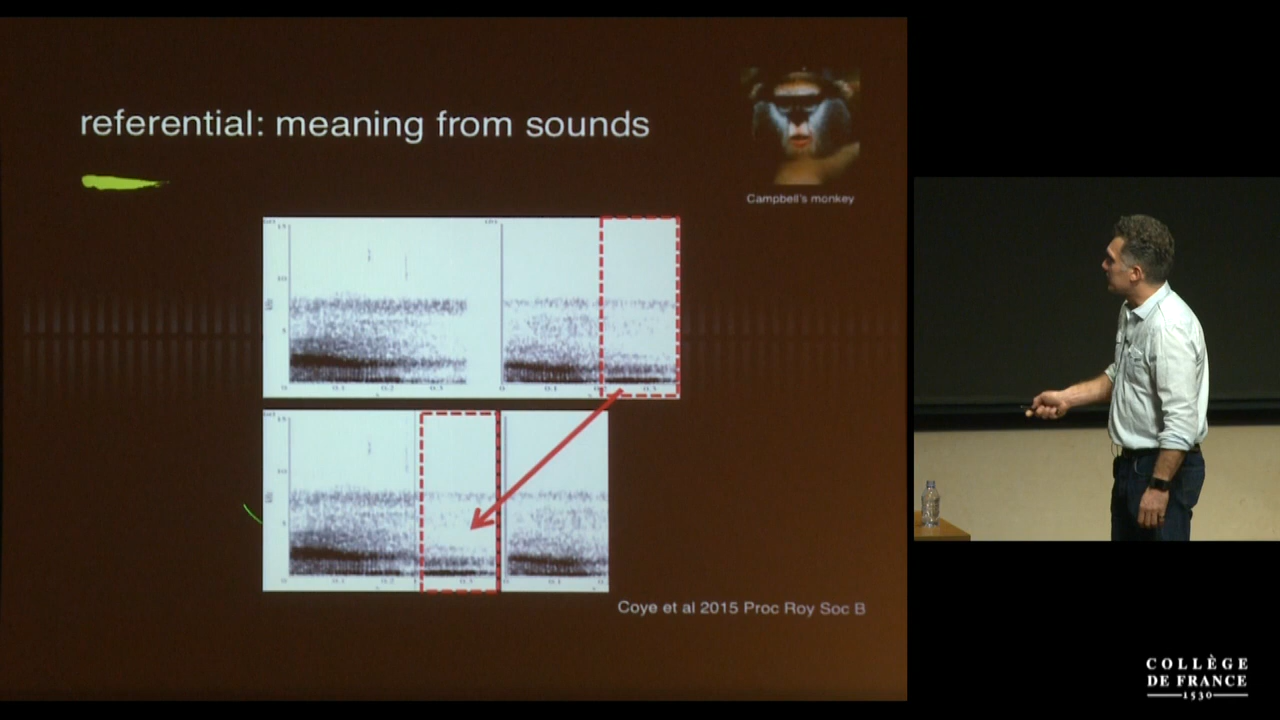 referential: meaning from sounds
Campbell's monkey
Coye et al 2015 Proc Roy Soc B
COLLÈGE
DE FRANCE
1530